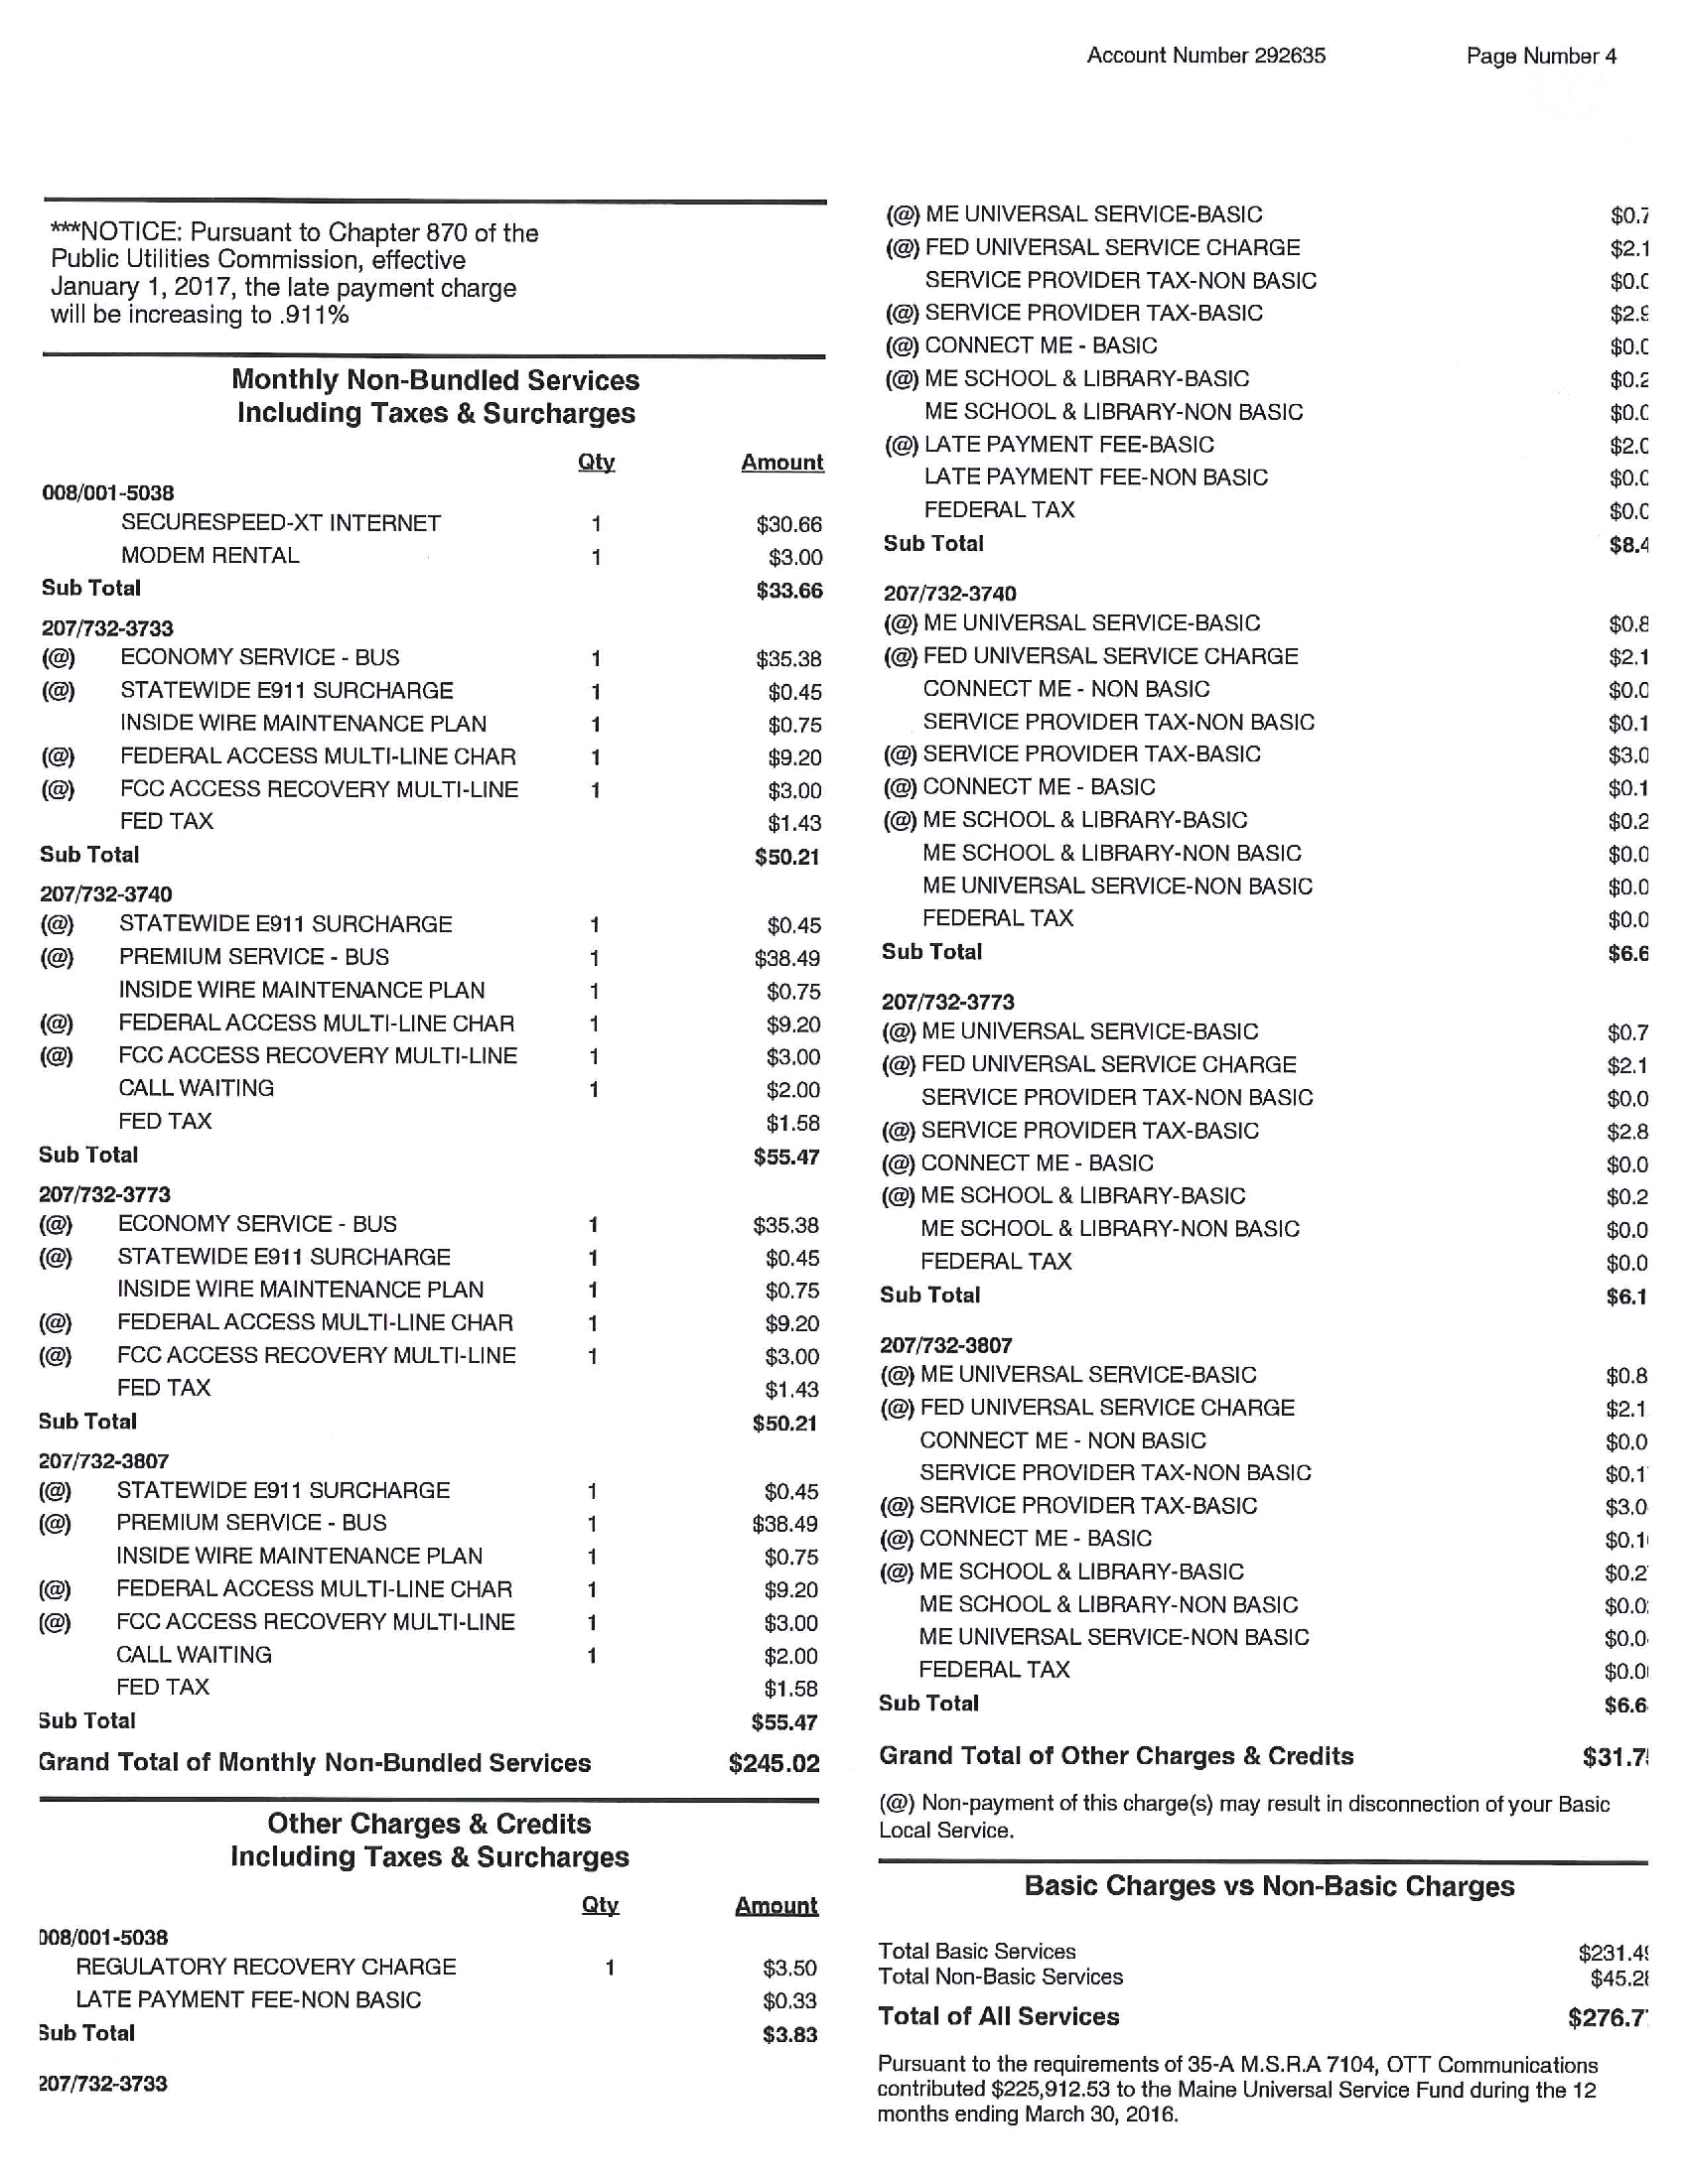 Account Number 292635 Page Number 4
***NOTICE: Pursuant to Chapter 870 of the
Public Utilities Commission, effective
January 1, 2017, the late payment charge
will be increasing to .911%
Monthly Non-Bundled Services
Including Taxes & Surcharges
Qty Amount
008/001-5038
SECURESPEED-XT INTERNET 1 $30.66
MODEM RENTAL 1 $3.00
Sub Total $33.66
207/732-3733
(@) ECONOMY SERVICE - BUS 1 $35.38
(@) STATEWIDE E911 SURCHARGE 1 $0.45
INSIDE WIRE MAINTENANCE PLAN 1 $0.75
(@) FEDERAL ACCESS MULTI-LINE CHAR 1 $9.20
(@) FCC ACCESS RECOVERY MULTI-LINE 1 $3.00
FED TAX $1.43
Sub Total $50.21
207/732-3740
(@) STATEWIDE E911 SURCHARGE 1 $0.45
(@) PREMIUM SERVICE - BUS 1 $38.49
INSIDE WIRE MAINTENANCE PLAN 1 $0.75
(@) FEDERAL ACCESS MULTI-LINE CHAR 1 $9.20
(@) FCC ACCESS RECOVERY MULTI-LINE 1 $3.00
CALL WAITING 1 $2.00
FED TAX $1.58
Sub Total $55.47
207/732-3773
(@) ECONOMY SERVICE - BUS 1 $35.38
(@) STATEWIDE E911 SURCHARGE 1 $0.45
INSIDE WIRE MAINTENANCE PLAN 1 $0.75
(@) FEDERAL ACCESS MULTI-LINE CHAR 1 $9.20
(@) FCC ACCESS RECOVERY MULTI-LINE 1 $3.00
FED TAX $1.43
Sub Total $50.21
207/732-3807
(@) STATEWIDE E911 SURCHARGE 1 $0.45
(@) PREMIUM SERVICE - BUS 1 $38.49
INSIDE WIRE MAINTENANCE PLAN 1 $0.75
(@) FEDERAL ACCESS MULTI-LINE CHAR 1 $9.20
(@) FCC ACCESS RECOVERY MULTI-LINE 1 $3.00
CALL WAITING 1 $2.00
FED TAX $1.58
Sub Total $55.47
Grand Total of Monthly Non-Bundled Services $245.02
Other Charges & Credits
Including Taxes & Surcharges
Qty Amount
008/001-5038
REGULATORY RECOVERY CHARGE 1 $3.50
LATE PAYMENT FEE-NON BASIC $0.33
Sub Total $3.83
207/732-3733
(@) ME UNIVERSAL SERVICE-BASIC $0.7
(@) FED UNIVERSAL SERVICE CHARGE $2.1
SERVICE PROVIDER TAX-NON BASIC $0.0
(@) SERVICE PROVIDER TAX-BASIC $2.9
(@) CONNECT ME - BASIC $0.0
(@) ME SCHOOL & LIBRARY-BASIC $0.2
ME SCHOOL & LIBRARY-NON BASIC $0.0
(@) LATE PAYMENT FEE-BASIC $2.0
LATE PAYMENT FEE-NON BASIC $0.0
FEDERAL TAX $0.0
Sub Total $8.4
207/732-3740
(@) ME UNIVERSAL SERVICE-BASIC $0.8
(@) FED UNIVERSAL SERVICE CHARGE $2.1
CONNECT ME - NON BASIC $0.0
SERVICE PROVIDER TAX-NON BASIC $0.1
(@) SERVICE PROVIDER TAX-BASIC $3.0
(@) CONNECT ME - BASIC $0.1
(@) ME SCHOOL & LIBRARY-BASIC $0.2
ME SCHOOL & LIBRARY-NON BASIC $0.0
ME UNIVERSAL SERVICE-NON BASIC $0.0
FEDERAL TAX $0.0
Sub Total $6.6
207/732-3773
(@) ME UNIVERSAL SERVICE-BASIC $0.7
(@) FED UNIVERSAL SERVICE CHARGE $2.1
SERVICE PROVIDER TAX-NON BASIC $0.0
(@) SERVICE PROVIDER TAX-BASIC $2.8
(@) CONNECT ME - BASIC $0.0
(@) ME SCHOOL & LIBRARY-BASIC $0.2
ME SCHOOL & LIBRARY-NON BASIC $0.0
FEDERAL TAX $0.0
Sub Total $6.1
207/732-3807
(@) ME UNIVERSAL SERVICE-BASIC $0.8
(@) FED UNIVERSAL SERVICE CHARGE $2.1
CONNECT ME - NON BASIC $0.0
SERVICE PROVIDER TAX-NON BASIC $0.1
(@) SERVICE PROVIDER TAX-BASIC $3.0
(@) CONNECT ME - BASIC $0.1
(@) ME SCHOOL & LIBRARY-BASIC $0.2
ME SCHOOL & LIBRARY-NON BASIC $0.0
ME UNIVERSAL SERVICE-NON BASIC $0.0
FEDERAL TAX $0.0
Sub Total $6.6
Grand Total of Other Charges & Credits $31.7
(@) Non-payment of this charge(s) may result in disconnection of your Basic
Local Service.
Basic Charges vs Non-Basic Charges
Total Basic Services $231.4
Total Non-Basic Services $45.2
Total of All Services $276.7
Pursuant to the requirements of 35-A M.S.R.A 7104, OTT Communications
contributed $225,912.53 to the Maine Universal Service Fund during the 12
months ending March 30, 2016.